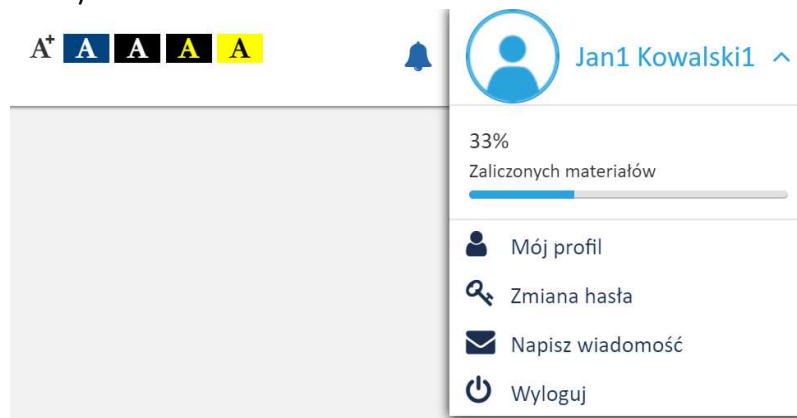 A+ A A A A
Jan1 Kowalski1
33%
Zaliczonych materiałów
Mój profil
Zmiana hasła
Napisz wiadomość
Wyloguj